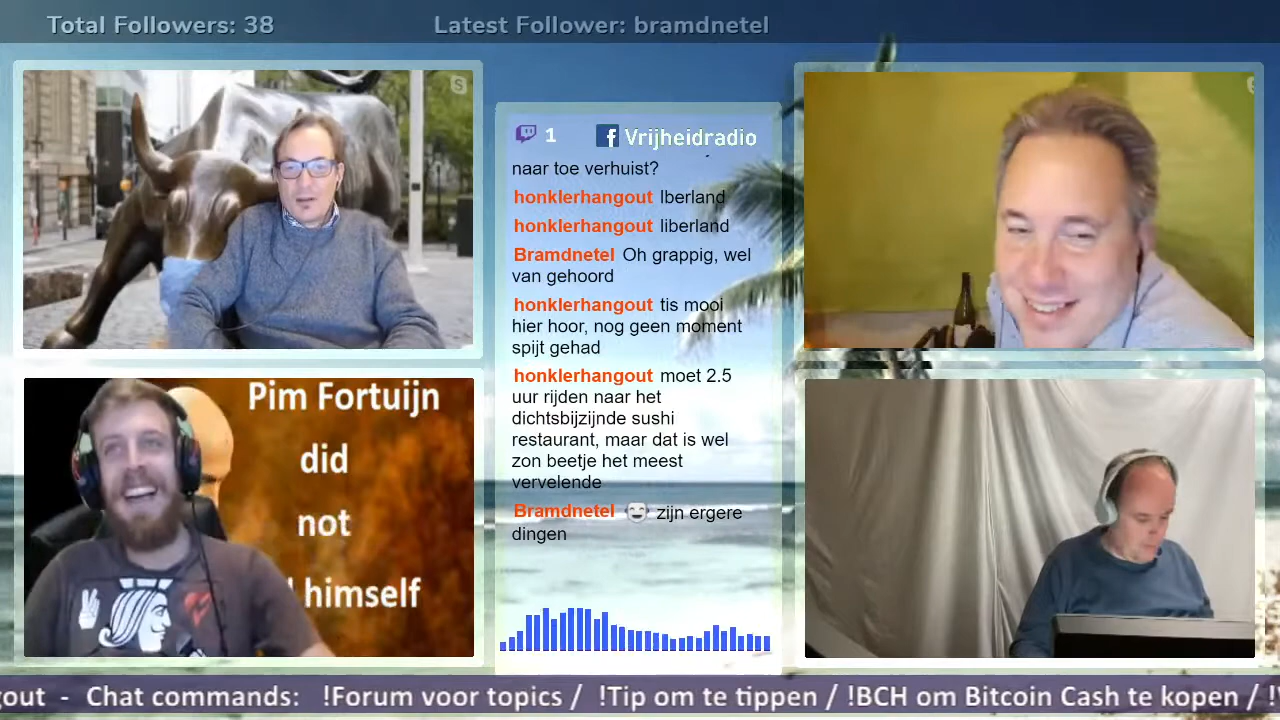 Total Followers: 38
Latest Follower: bramdnetel
1
Vrijheidradio
naar toe verhuist?
honklerhangout lberland
honklerhangout liberland
Bramdnetel Oh grappig, wel
van gehoord
honklerhangout tis mooi
hier hoor, nog geen moment
spijt gehad
honklerhangout moet 2.5
uur rijden naar het
dichtsbijzijnde sushi
restaurant, maar dat is wel
zon beetje het meest
vervelende
Bramdnetel zijn ergere
dingen
Pim Fortuijn
did
not
himself
gout - Chat commands: !Forum voor topics / !Tip om te tippen / !BCH om Bitcoin Cash te kopen /